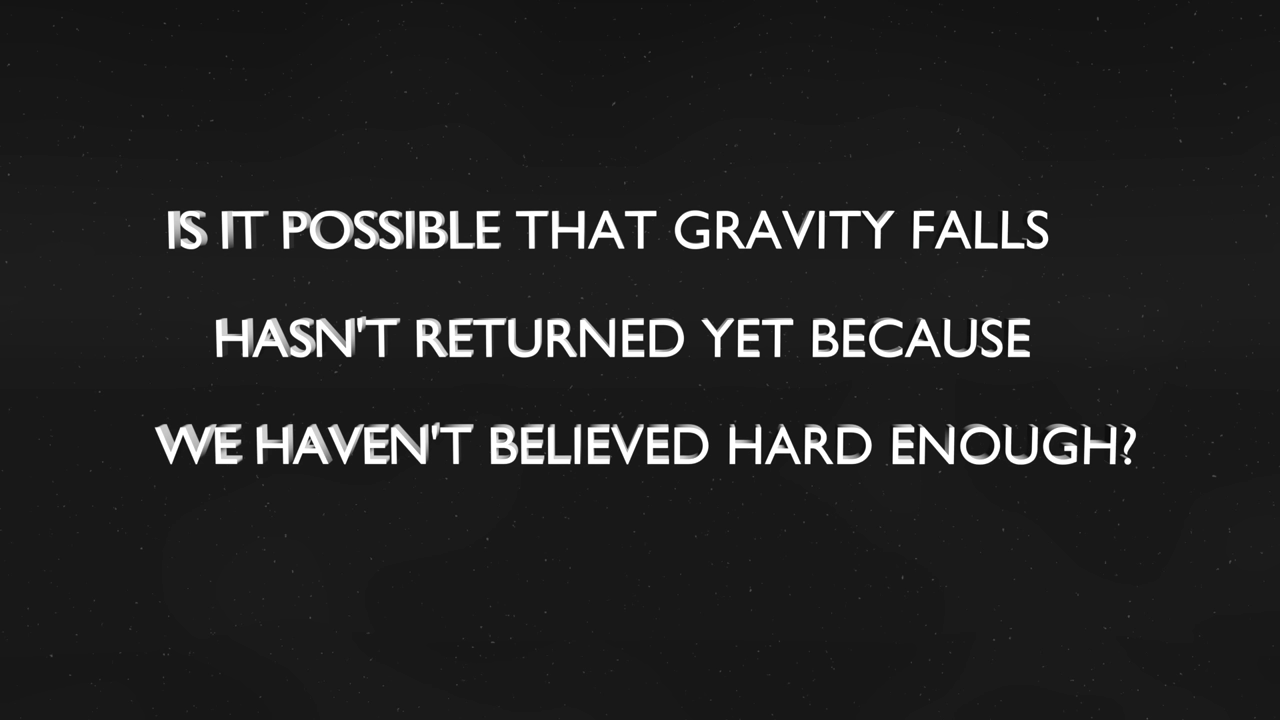 IS IT POSSIBLE THAT GRAVITY FALLS
HASN'T RETURNED YET BECAUSE
WE HAVEN'T BELIEVED HARD ENOUGH?